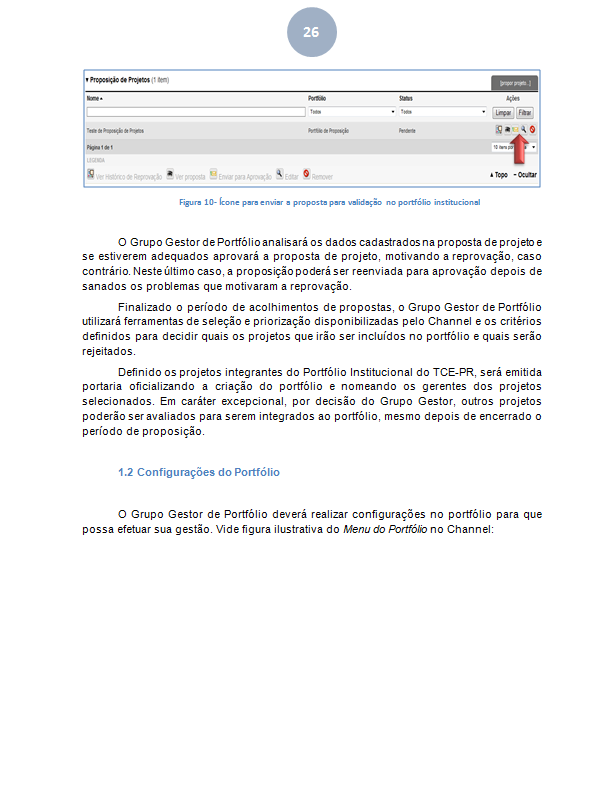 26
▾ Proposição de Projetos (1 item)
[propor projeto...]
Nome Portfólio Status Ações
Todos Todos Limpar Filtrar
Teste de Proposição de Projetos Portfólio de Proposição Pendente
Página 1 de 1 10 itens por
LEGENDA
Ver Histórico de Reprovação Ver proposta Enviar para Aprovação Editar Remover
▲ Topo − Ocultar
Figura 10- Ícone para enviar a proposta para validação no portfólio institucional
O Grupo Gestor de Portfólio analisará os dados cadastrados na proposta de projeto e
se estiverem adequados aprovará a proposta de projeto, motivando a reprovação, caso
contrário. Neste último caso, a proposição poderá ser reenviada para aprovação depois de
sanados os problemas que motivaram a reprovação.
Finalizado o período de acolhimentos de propostas, o Grupo Gestor de Portfólio
utilizará ferramentas de seleção e priorização disponibilizadas pelo Channel e os critérios
definidos para decidir quais os projetos que irão ser incluídos no portfólio e quais serão
rejeitados.
Definido os projetos integrantes do Portfólio Institucional do TCE-PR, será emitida
portaria oficializando a criação do portfólio e nomeando os gerentes dos projetos
selecionados. Em caráter excepcional, por decisão do Grupo Gestor, outros projetos
poderão ser avaliados para serem integrados ao portfólio, mesmo depois de encerrado o
período de proposição.
1.2 Configurações do Portfólio
O Grupo Gestor de Portfólio deverá realizar configurações no portfólio para que
possa efetuar sua gestão. Vide figura ilustrativa do Menu do Portfólio no Channel: